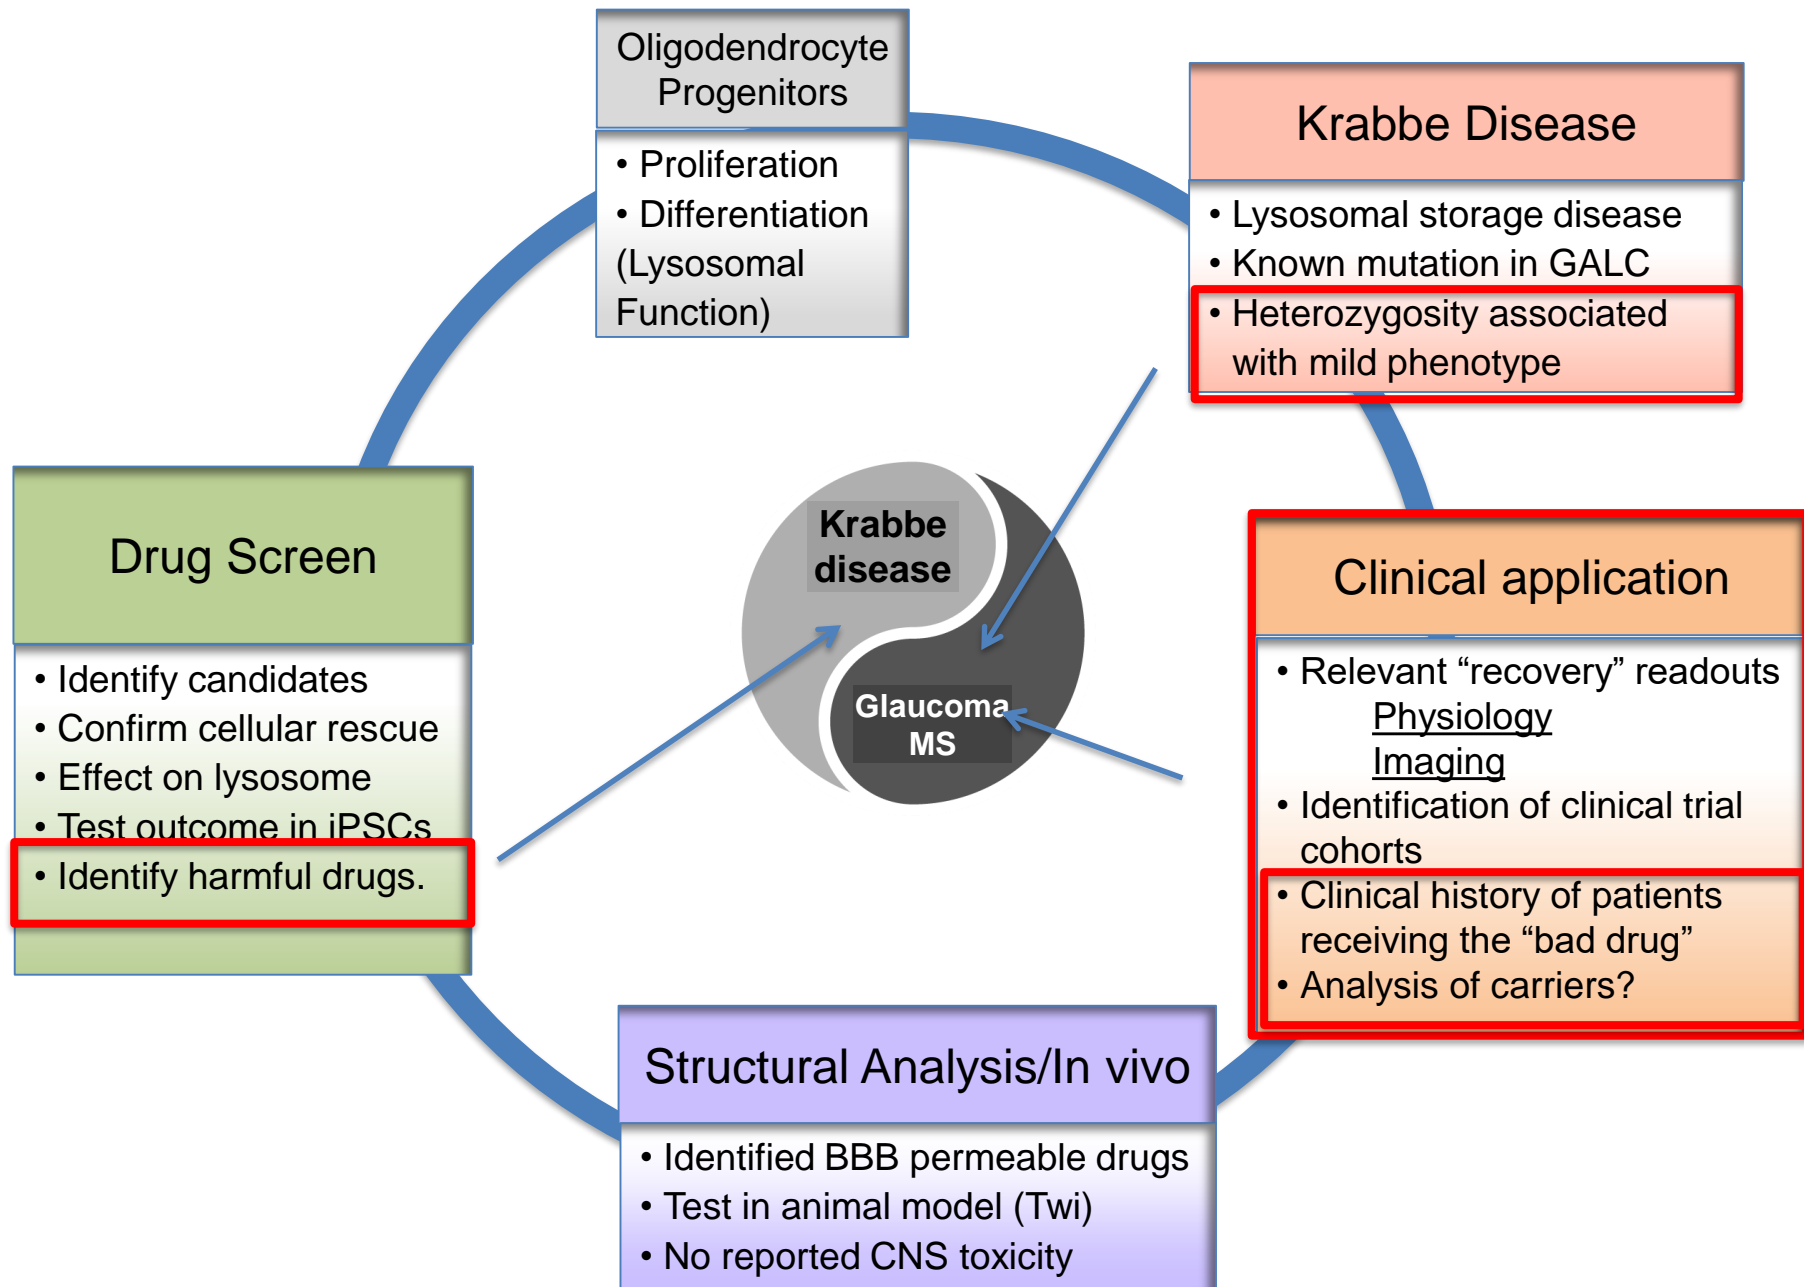 Oligodendrocyte
Progenitors
• Proliferation
• Differentiation
(Lysosomal
Function)
Krabbe Disease
• Lysosomal storage disease
• Known mutation in GALC
• Heterozygosity associated
with mild phenotype
Drug Screen
• Identify candidates
• Confirm cellular rescue
• Effect on lysosome
• Test outcome in iPSCs
• Identify harmful drugs.
Krabbe
disease
Glaucoma
MS
Clinical application
• Relevant “recovery” readouts
Physiology
Imaging
• Identification of clinical trial
cohorts
• Clinical history of patients
receiving the “bad drug”
• Analysis of carriers?
Structural Analysis/In vivo
• Identified BBB permeable drugs
• Test in animal model (Twi)
• No reported CNS toxicity